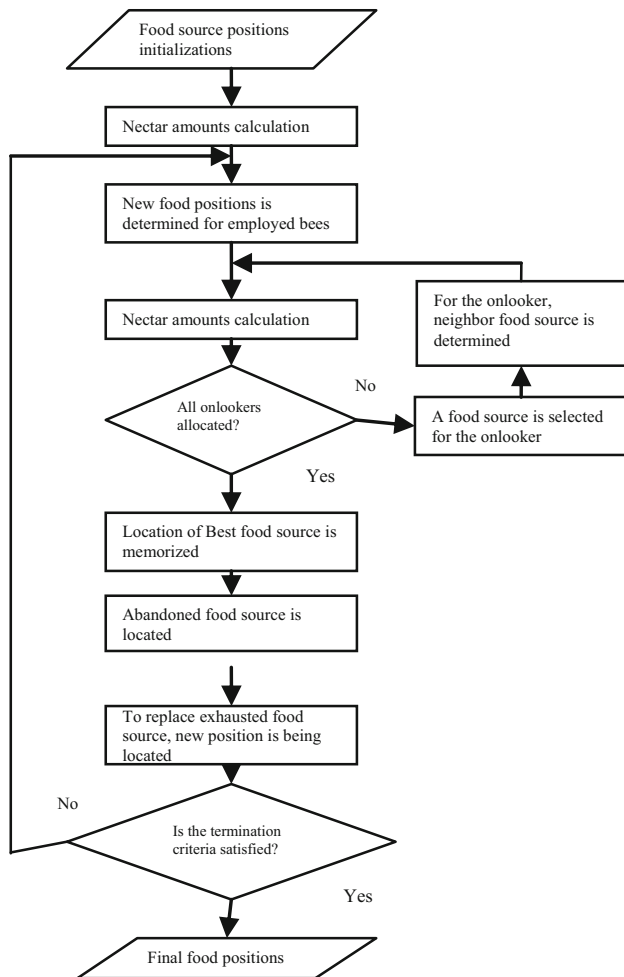 Food source positions
initializations
Nectar amounts calculation
New food positions is
determined for employed bees
Nectar amounts calculation
For the onlooker,
neighbor food source is
determined
All onlookers
allocated?
No
A food source is selected
for the onlooker
Yes
Location of Best food source is
memorized
Abandoned food source is
located
To replace exhausted food
source, new position is being
located
No
Is the termination
criteria satisfied?
Yes
Final food positions